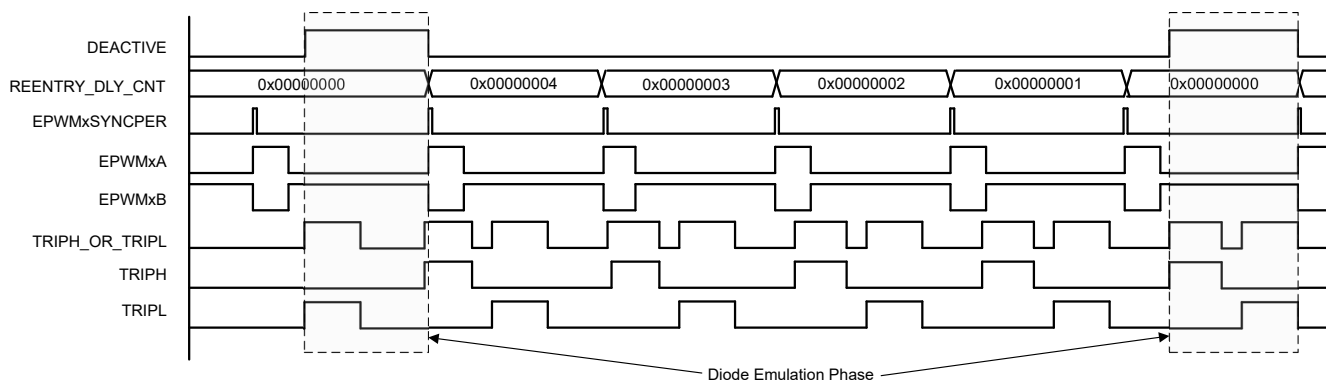 DEACTIVE
REENTRY_DLY_CNT
0x00000000
0x00000004
0x00000003
0x00000002
0x00000001
0x00000000
EPWMxSYNCPER
EPWMxA
EPWMxB
TRIPH_OR_TRIPL
TRIPH
TRIPL
Diode Emulation Phase